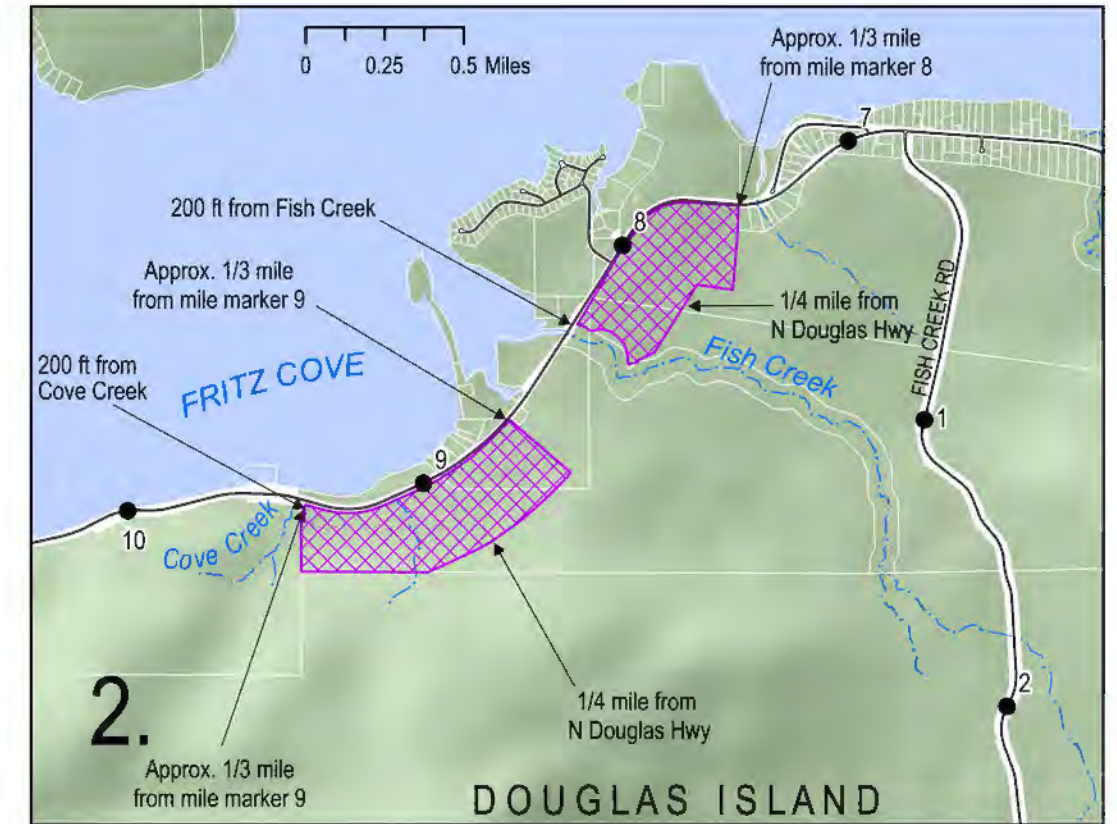 Approx. 1/3 mile
from mile marker 8
0 0.25 0.5 Miles
7
200 ft from Fish Creek
8
Approx. 1/3 mile
from mile marker 9
1/4 mile from
N Douglas Hwy
FISH CREEK RD
Fish Creek
200 ft from
Cove Creek
FRITZ COVE
1
9
10
Cove Creek
2
1/4 mile from
N Douglas Hwy
2.
Approx. 1/3 mile
from mile marker 9
DOUGLAS ISLAND